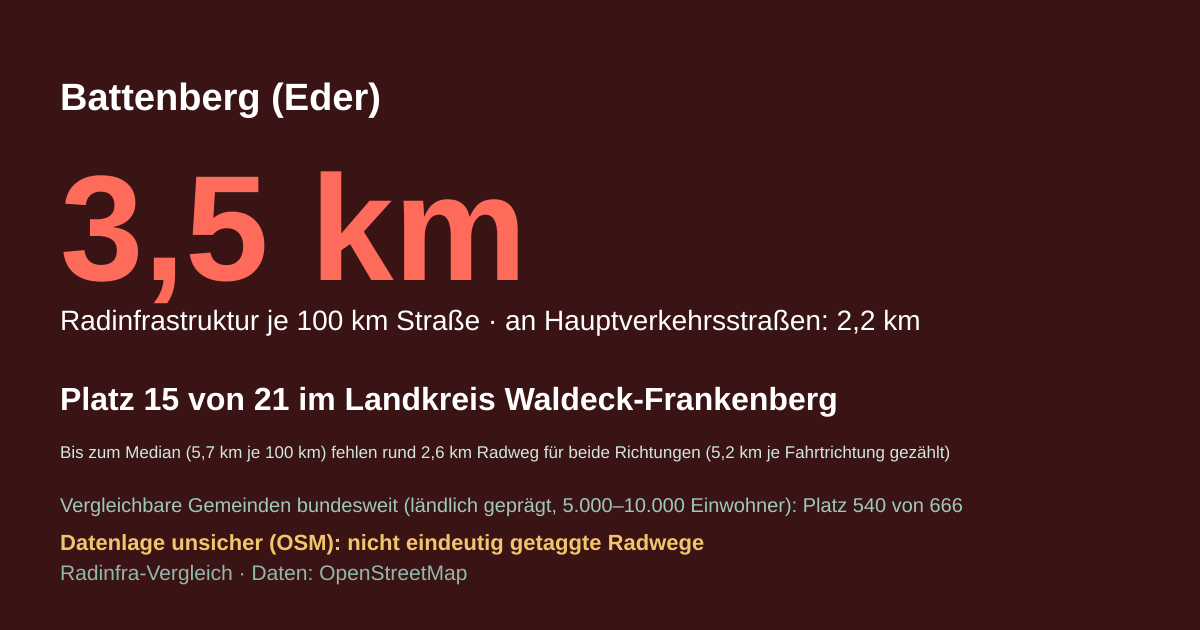 Battenberg (Eder)
3,5 km
Radinfrastruktur je 100 km Straße · an Hauptverkehrsstraßen: 2,2 km
Platz 15 von 21 im Landkreis Waldeck-Frankenberg
Bis zum Median (5,7 km je 100 km) fehlen rund 2,6 km Radweg für beide Richtungen (5,2 km je Fahrtrichtung gezählt)
Vergleichbare Gemeinden bundesweit (ländlich geprägt, 5.000–10.000 Einwohner): Platz 540 von 666
Datenlage unsicher (OSM): nicht eindeutig getaggte Radwege
Radinfra-Vergleich · Daten: OpenStreetMap